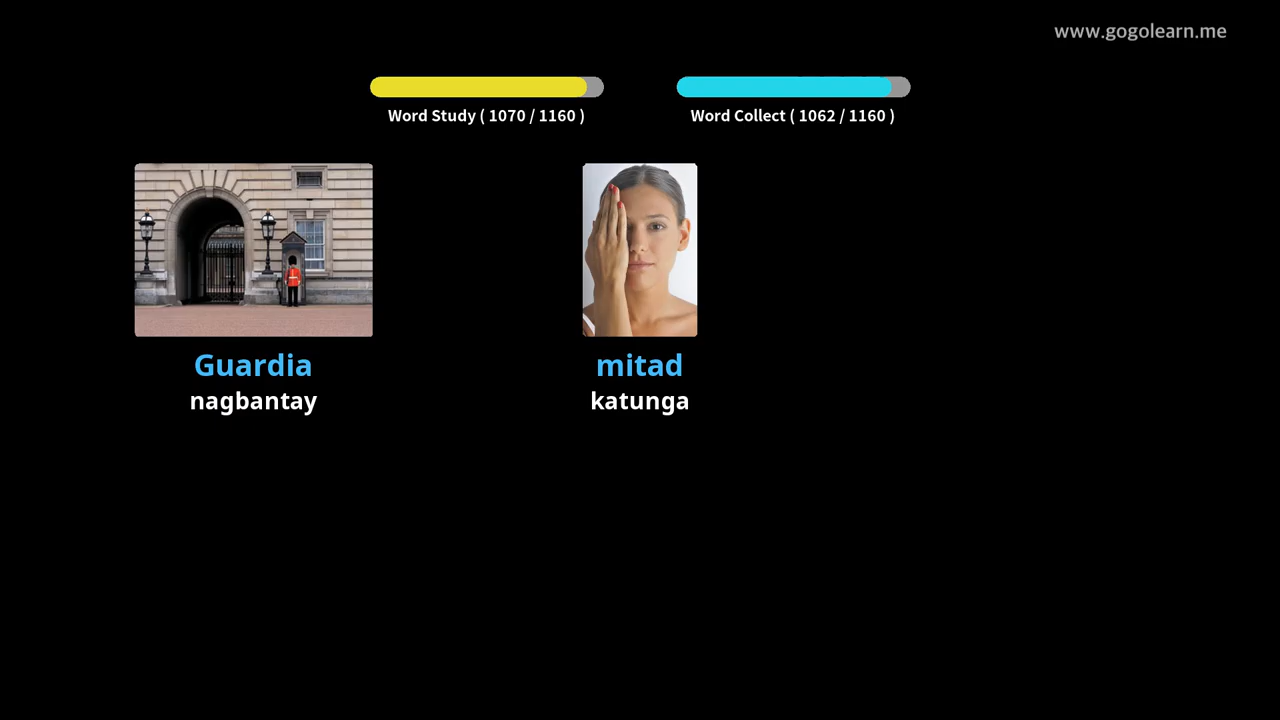 www.gogolearn.me
Word Study ( 1070 / 1160 )
Word Collect ( 1062 / 1160 )
Guardia
nagbantay
mitad
katunga